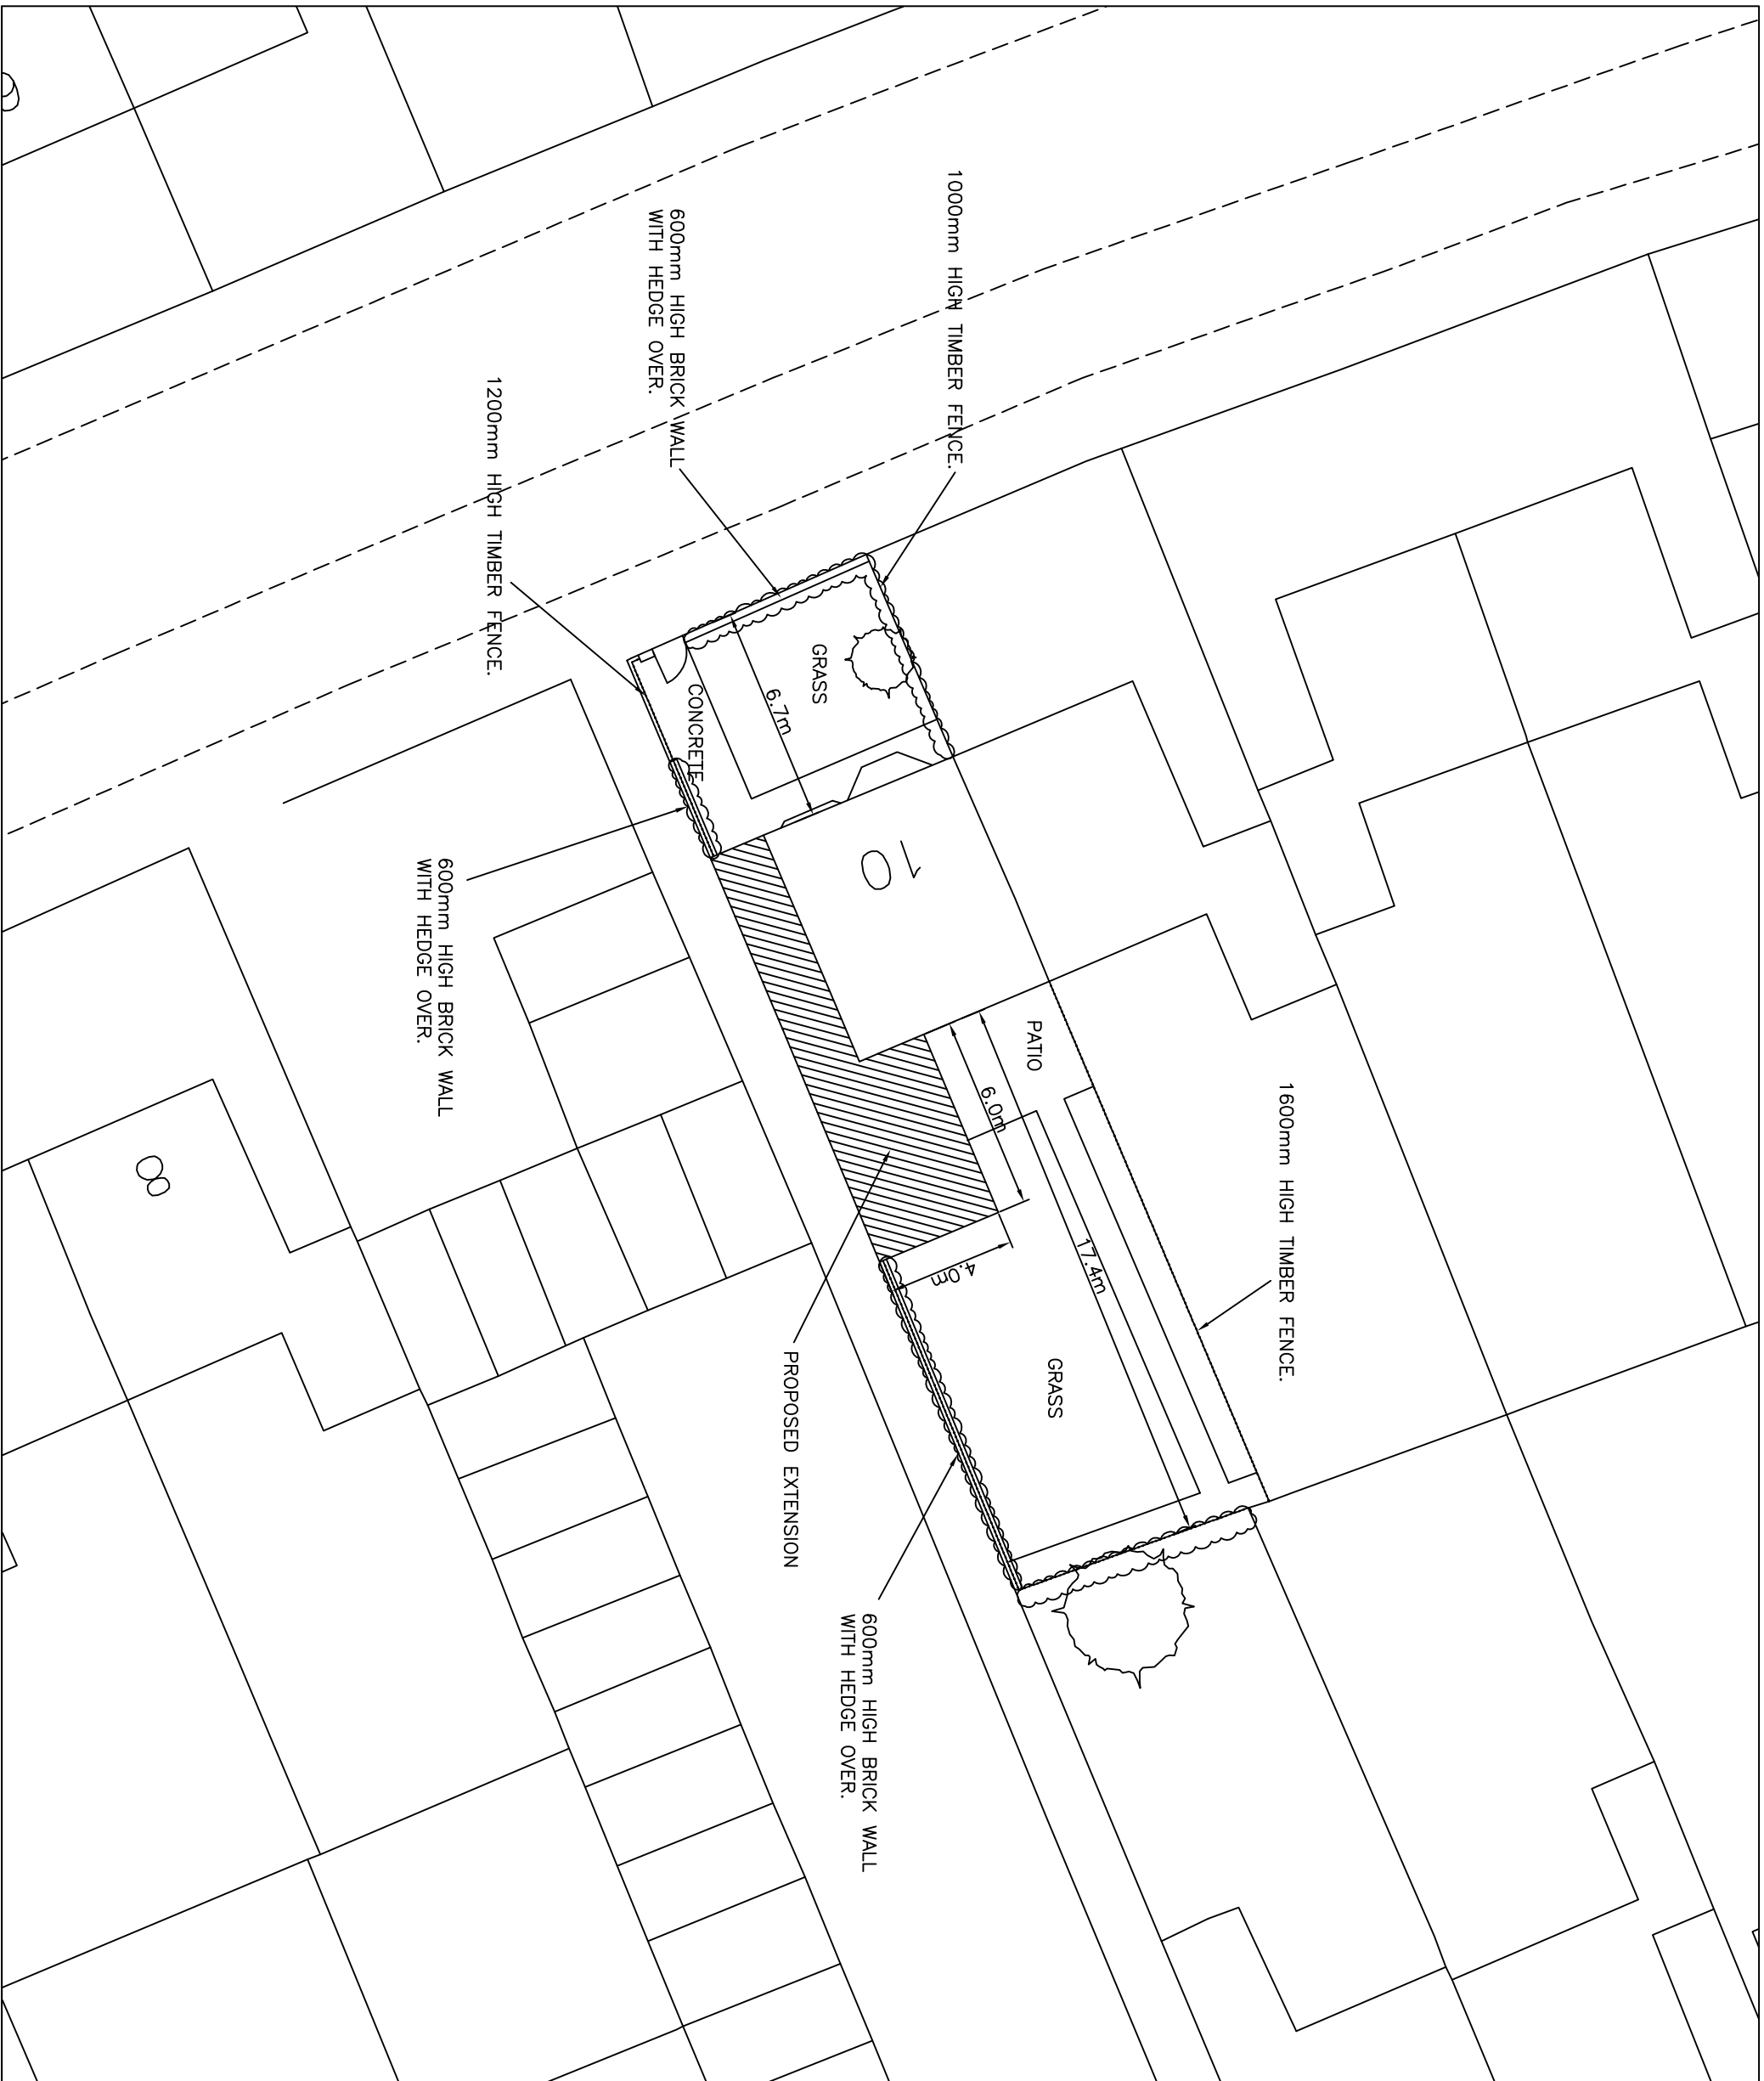 1000mm HIGH TIMBER FENCE.
600mm HIGH BRICK WALL
WITH HEDGE OVER.
1200mm HIGH TIMBER FENCE.
GRASS
6.7m
CONCRETE
10
600mm HIGH BRICK WALL
WITH HEDGE OVER.
PATIO
6.0m
1600mm HIGH TIMBER FENCE.
17.4m
4.0m
GRASS
PROPOSED EXTENSION
600mm HIGH BRICK WALL
WITH HEDGE OVER.
8